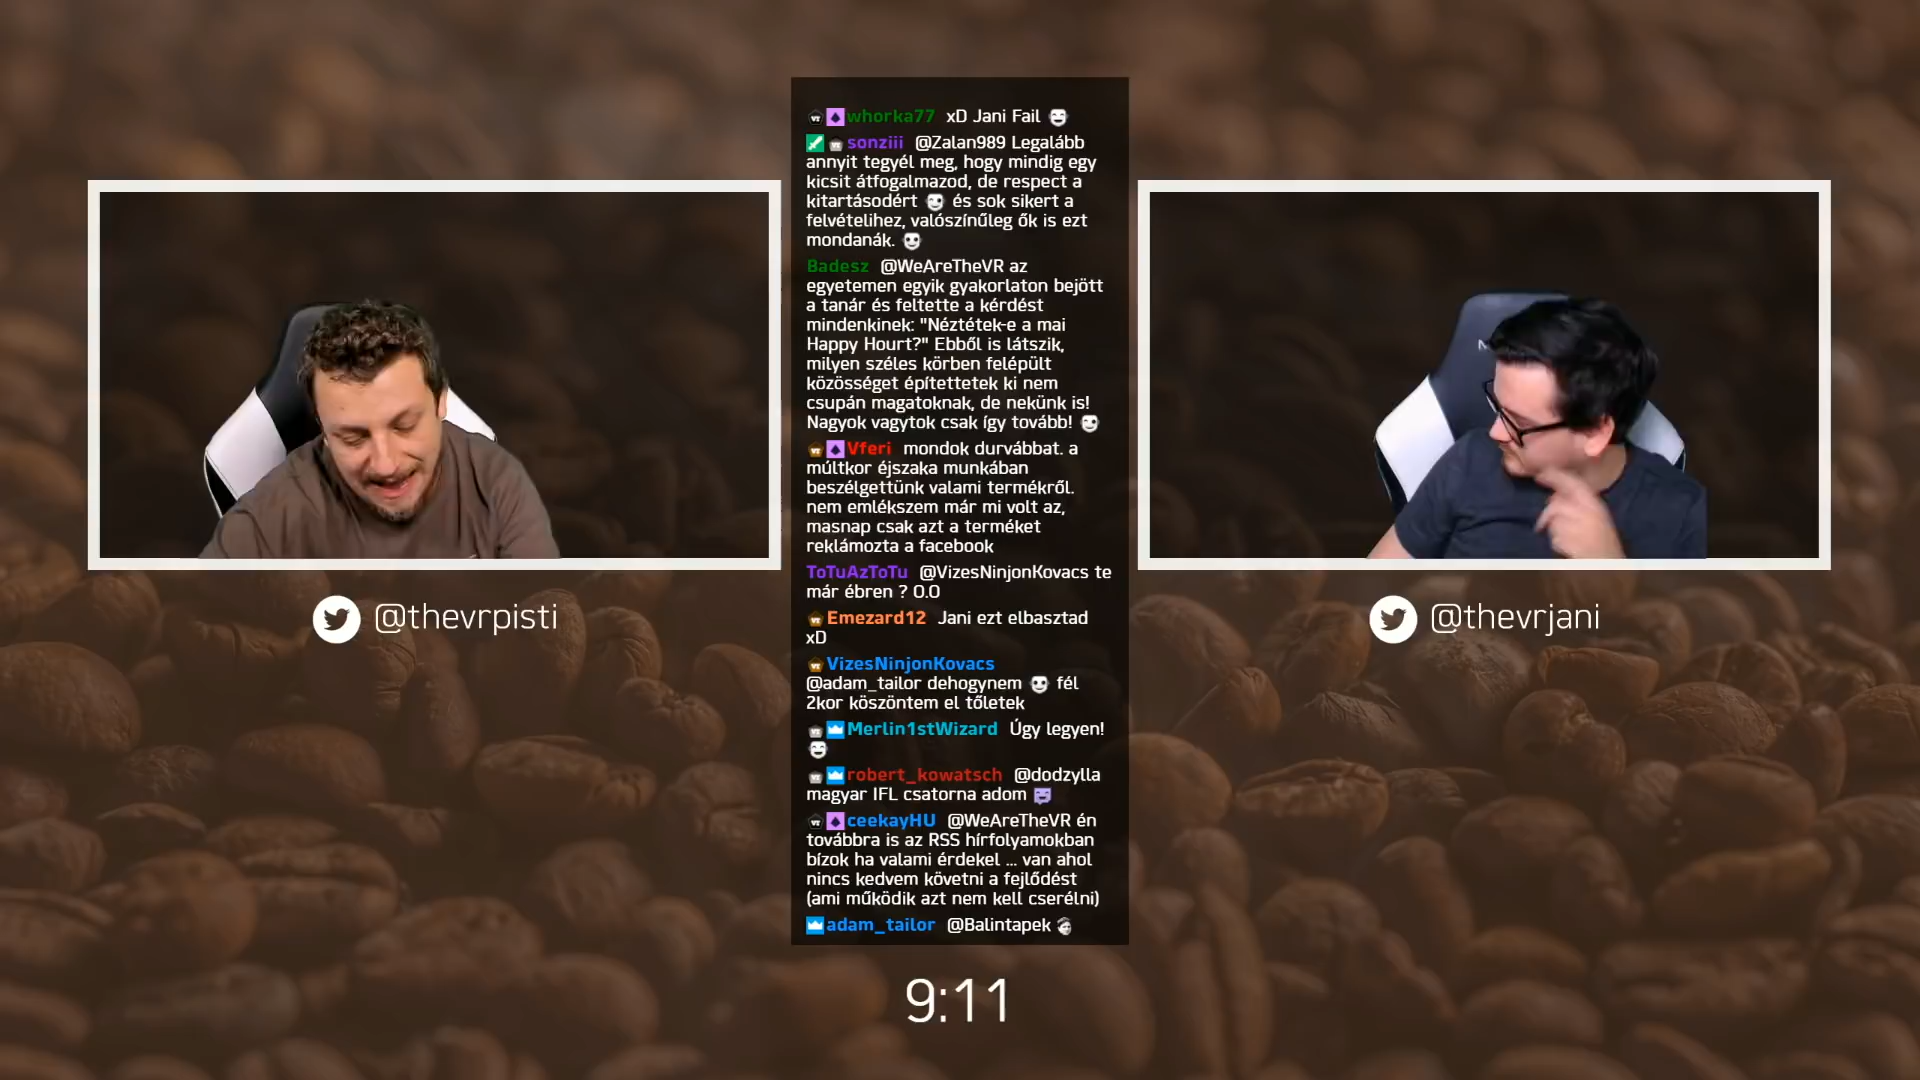 whorka77 xD Jani Fail
sonziii @Zalan989 Legalább
annyit tegyél meg, hogy mindig egy
kicsit átfogalmazod, de respect a
kitartásodért és sok sikert a
felvételihez, valószínűleg ők is ezt
mondanák.
Badesz @WeAreTheVR az
egyetemen egyik gyakorlaton bejött
a tanár és feltette a kérdést
mindenkinek: "Néztétek-e a mai
Happy Hourt?" Ebből is látszik,
milyen széles körben felépült
közösséget építettetek ki nem
csupán magatoknak, de nekünk is!
Nagyok vagytok csak így tovább!
Vferi mondok durvábbat. a
múltkor éjszaka munkában
beszélgettünk valami termékről.
nem emlékszem már mi volt az,
masnap csak azt a terméket
reklámozta a facebook
ToTuAzToTu @VizesNinjonKovacs te
már ébren ? 0.0
Emezard12 Jani ezt elbasztad
xD
VizesNinjonKovacs
@adam_tailor dehogynem fél
2kor köszöntem el tőletek
Merlin1stWizard Úgy legyen!
robert_kowatsch @dodzylla
magyar IFL csatorna adom
ceekayHU @WeAreTheVR én
továbbra is az RSS hírfolyamokban
bízok ha valami érdekel ... van ahol
nincs kedvem követni a fejlődést
(ami működik azt nem kell cserélni)
adam_tailor @Balintapek
@thevrpisti
@thevrjani
9:11